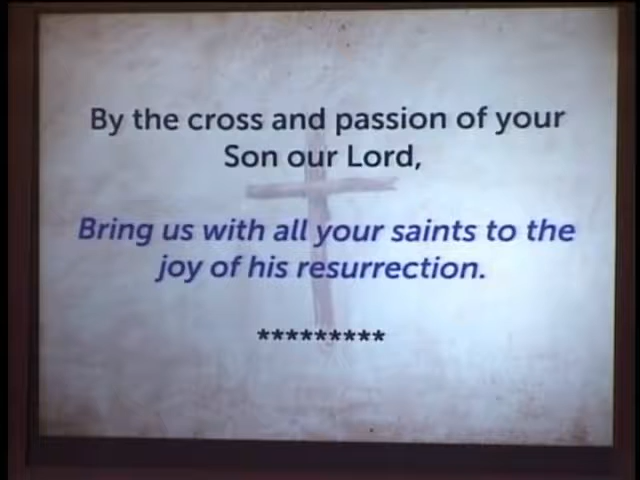 By the cross and passion of your
Son our Lord,
Bring us with all your saints to the
joy of his resurrection.
*********